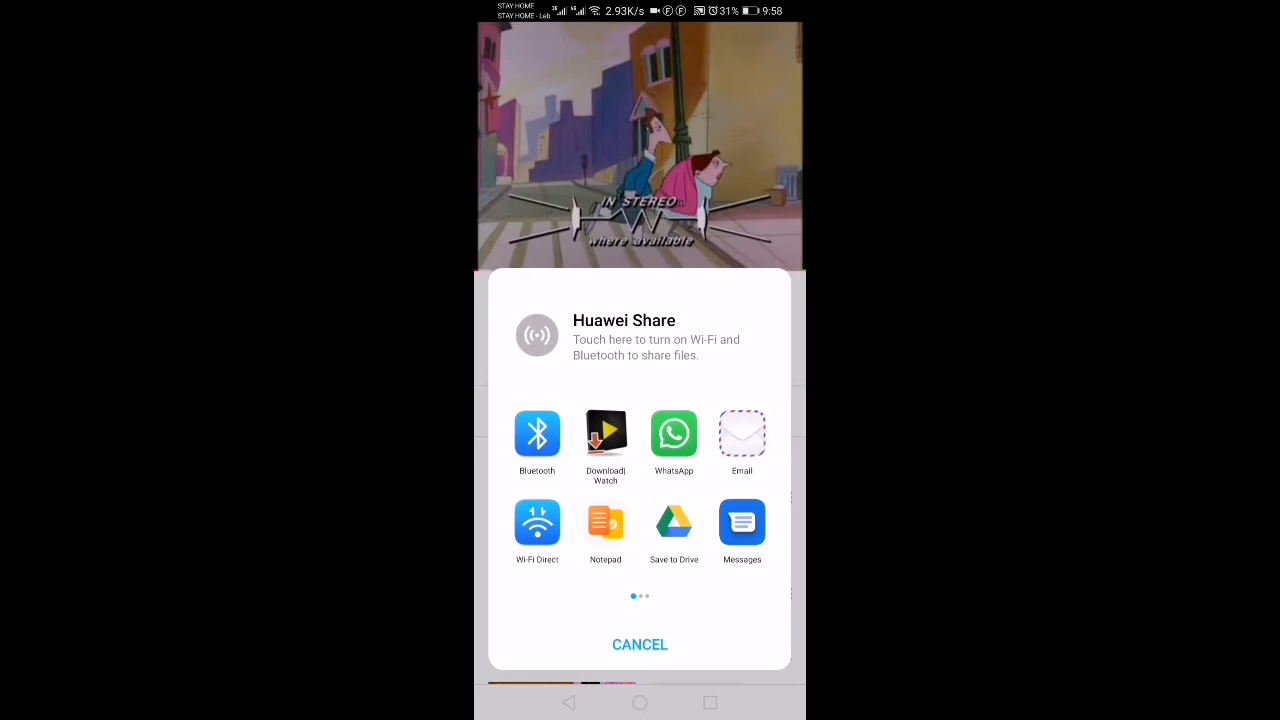 STAY HOME
STAY HOME - Leb
3G 4G 2.93K/s F F 31% 9:58
IN STEREO
where available
Huawei Share
Touch here to turn on Wi-Fi and
Bluetooth to share files.
Bluetooth
Download|
Watch
WhatsApp
Email
Wi-Fi Direct
Notepad
Save to Drive
Messages
CANCEL